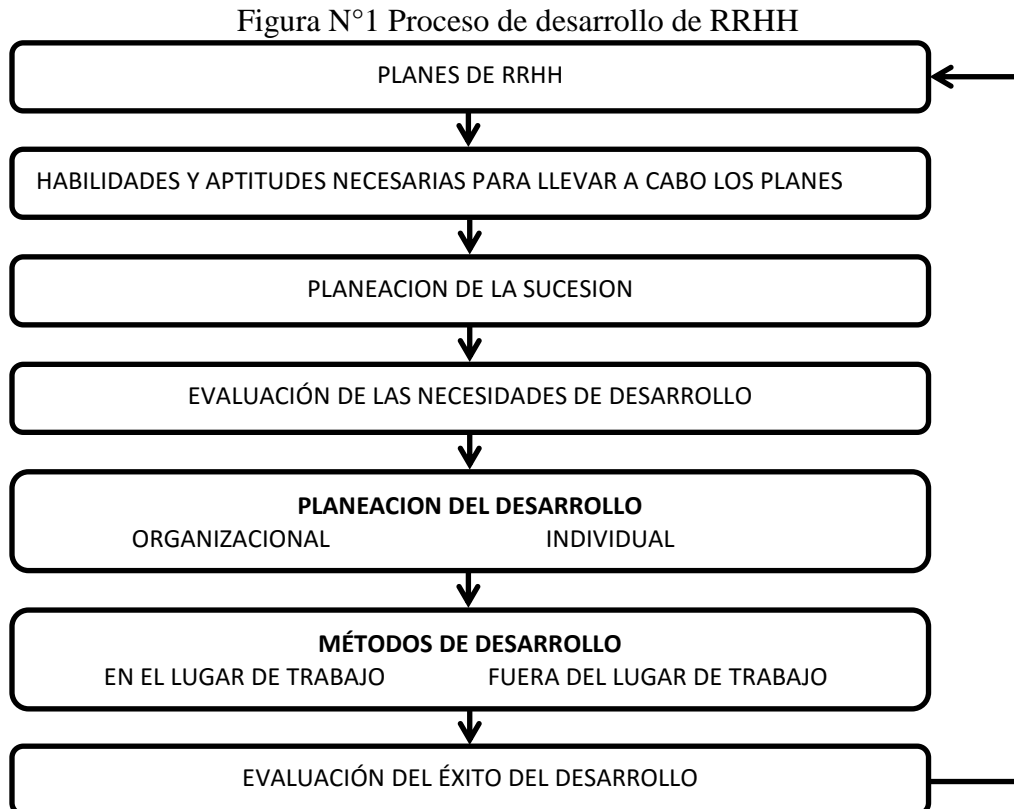 Figura N°1 Proceso de desarrollo de RRHH
PLANES DE RRHH
HABILIDADES Y APTITUDES NECESARIAS PARA LLEVAR A CABO LOS PLANES
PLANEACION DE LA SUCESION
EVALUACIÓN DE LAS NECESIDADES DE DESARROLLO
PLANEACION DEL DESARROLLO
ORGANIZACIONAL INDIVIDUAL
MÉTODOS DE DESARROLLO
EN EL LUGAR DE TRABAJO FUERA DEL LUGAR DE TRABAJO
EVALUACIÓN DEL ÉXITO DEL DESARROLLO